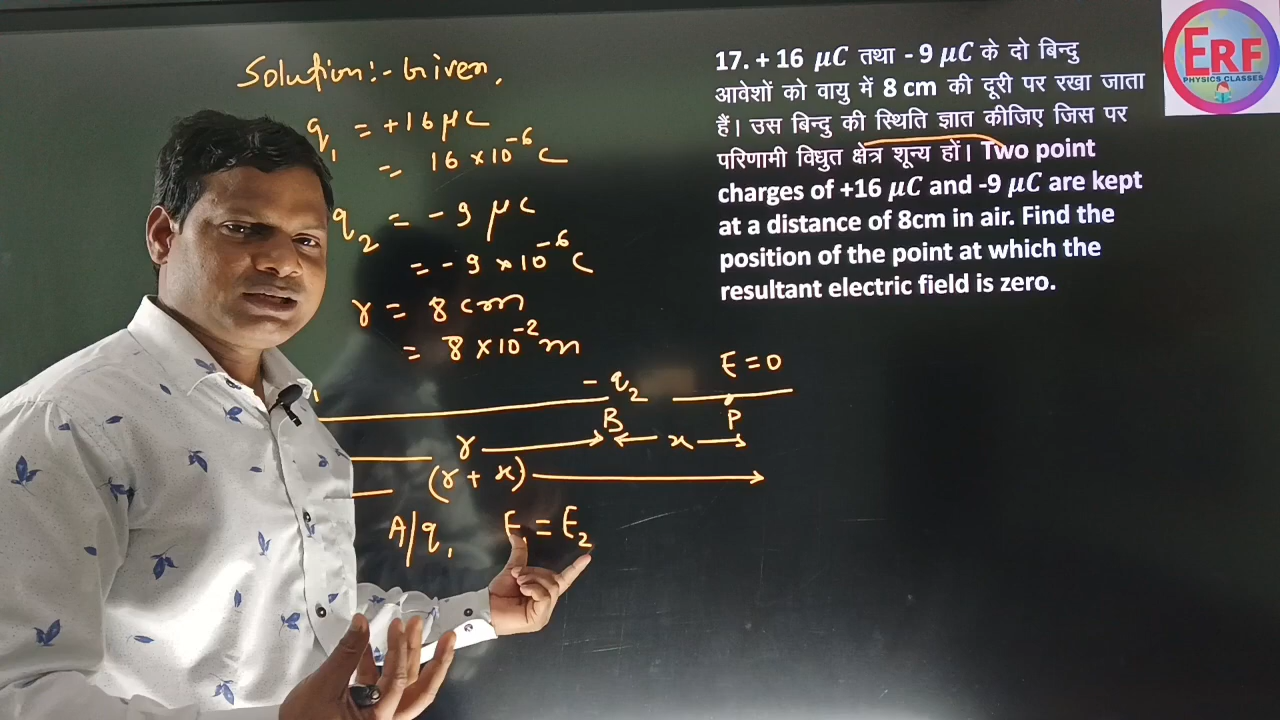 Solution:- Given,
q1 = +16 μC
= 16 × 10^-6 C
q2 = - 9 μC
= - 9 × 10^-6 C
r = 8 cm
= 8 × 10^-2 m
- q2 E = 0
B P
r x
(r + x)
A/q, E1 = E2
17. + 16 𝝁𝑪 तथा - 9 𝝁𝑪 के दो बिन्दु
आवेशों को वायु में 8 cm की दूरी पर रखा जाता
हैं। उस बिन्दु की स्थिति ज्ञात कीजिए जिस पर
परिणामी विधुत क्षेत्र शून्य हों। Two point
charges of +16 𝝁𝑪 and -9 𝝁𝑪 are kept
at a distance of 8cm in air. Find the
position of the point at which the
resultant electric field is zero.
ERF
PHYSICS CLASSES